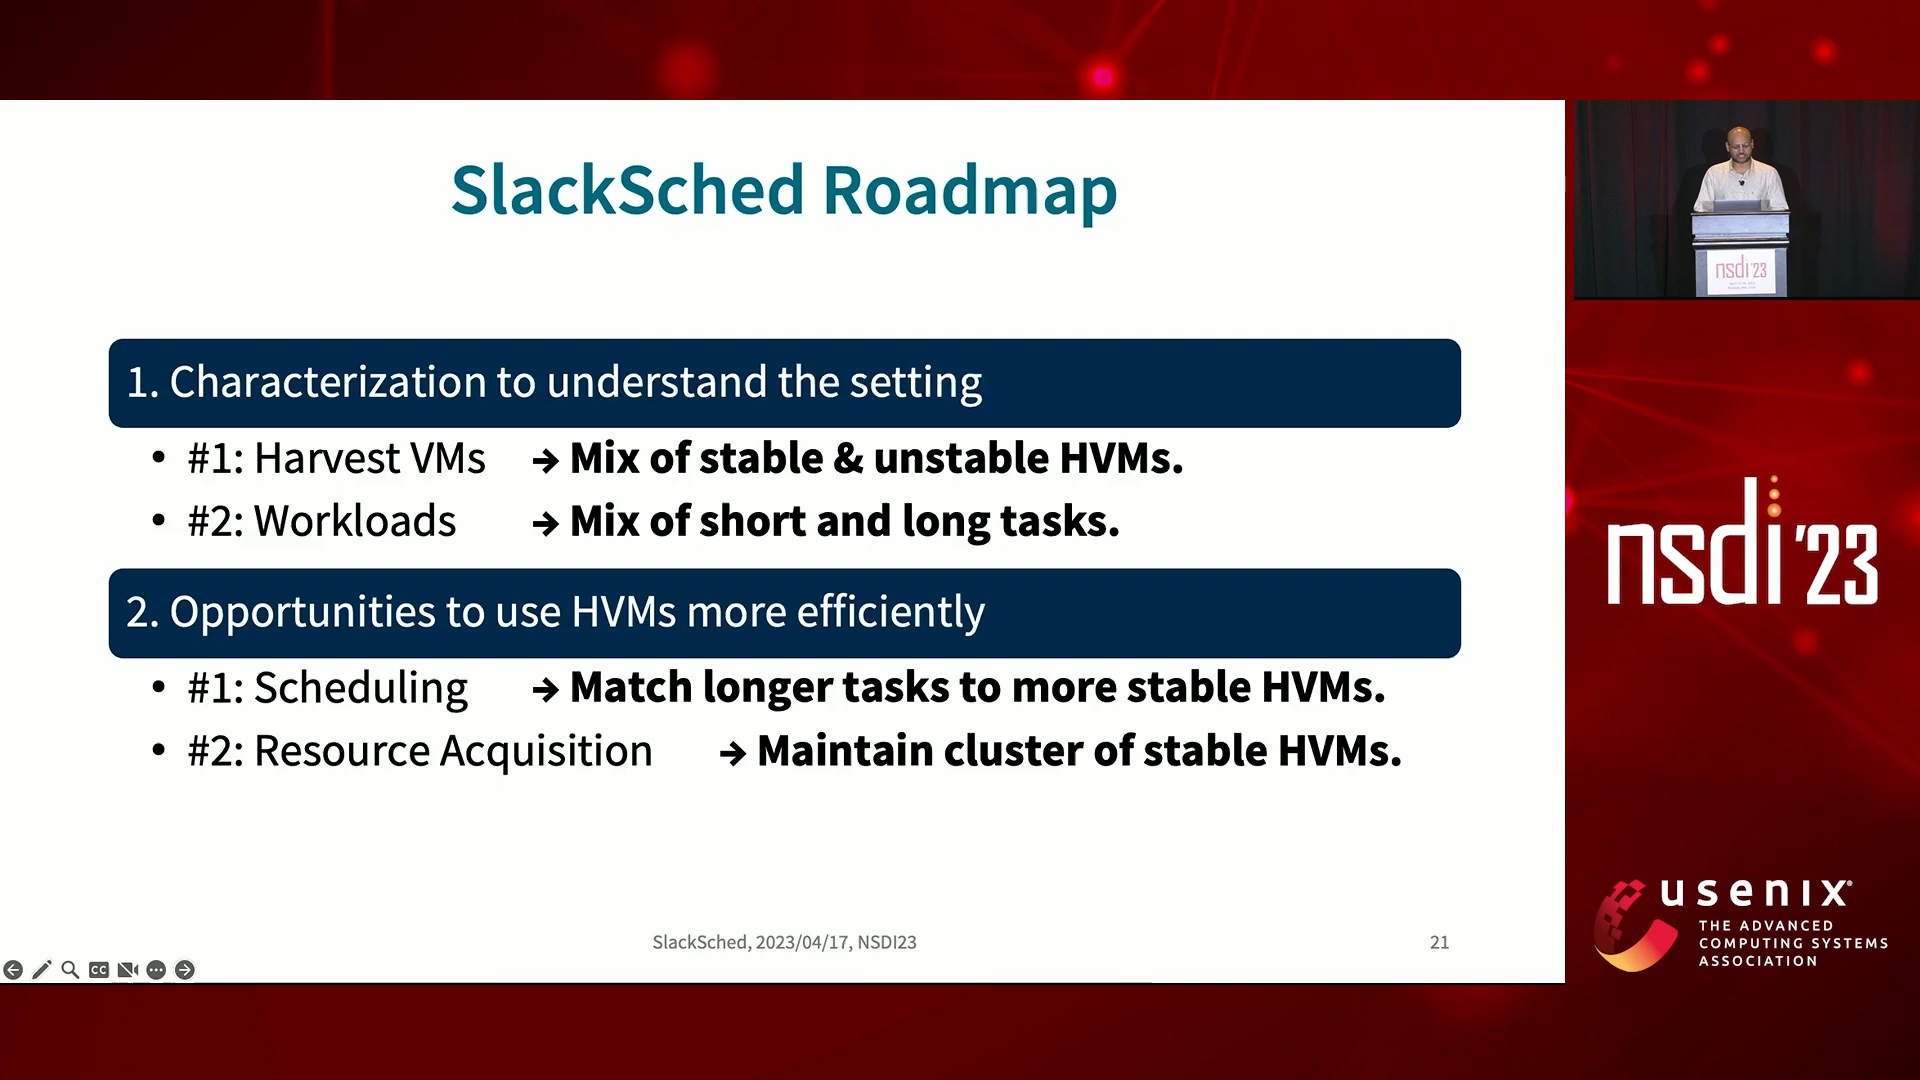 SlackSched Roadmap
1. Characterization to understand the setting
• #1: Harvest VMs → Mix of stable & unstable HVMs.
• #2: Workloads → Mix of short and long tasks.
2. Opportunities to use HVMs more efficiently
• #1: Scheduling → Match longer tasks to more stable HVMs.
• #2: Resource Acquisition → Maintain cluster of stable HVMs.
SlackSched, 2023/04/17, NSDI23
21
CC
nsdi'23
nsdi '23
usenix®
THE ADVANCED
COMPUTING SYSTEMS
ASSOCIATION